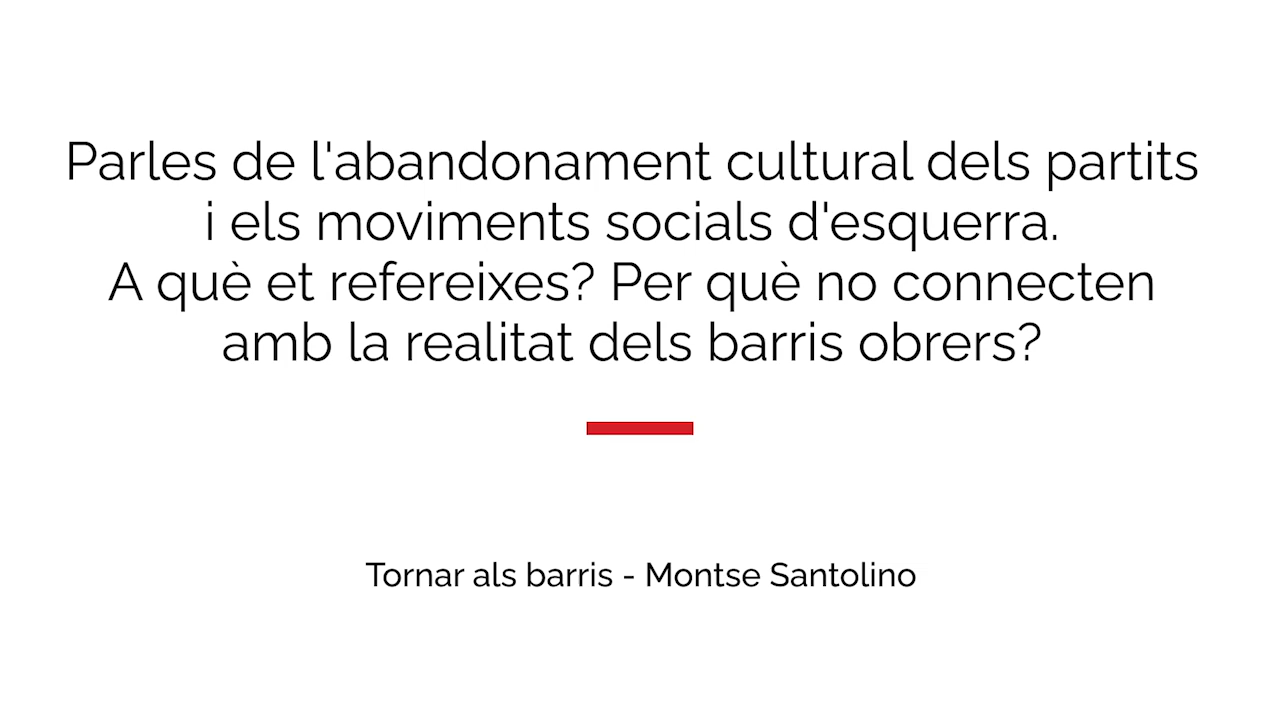 Parles de l'abandonament cultural dels partits
i els moviments socials d'esquerra.
A què et refereixes? Per què no connecten
amb la realitat dels barris obrers?
Tornar als barris - Montse Santolino